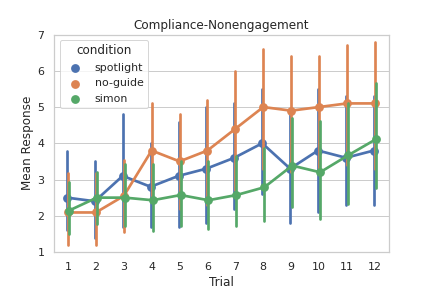 Compliance-Nonengagement
7
6
5
4
3
2
1
Mean Response
condition
spotlight
no-guide
simon
1 2 3 4 5 6 7 8 9 10 11 12
Trial